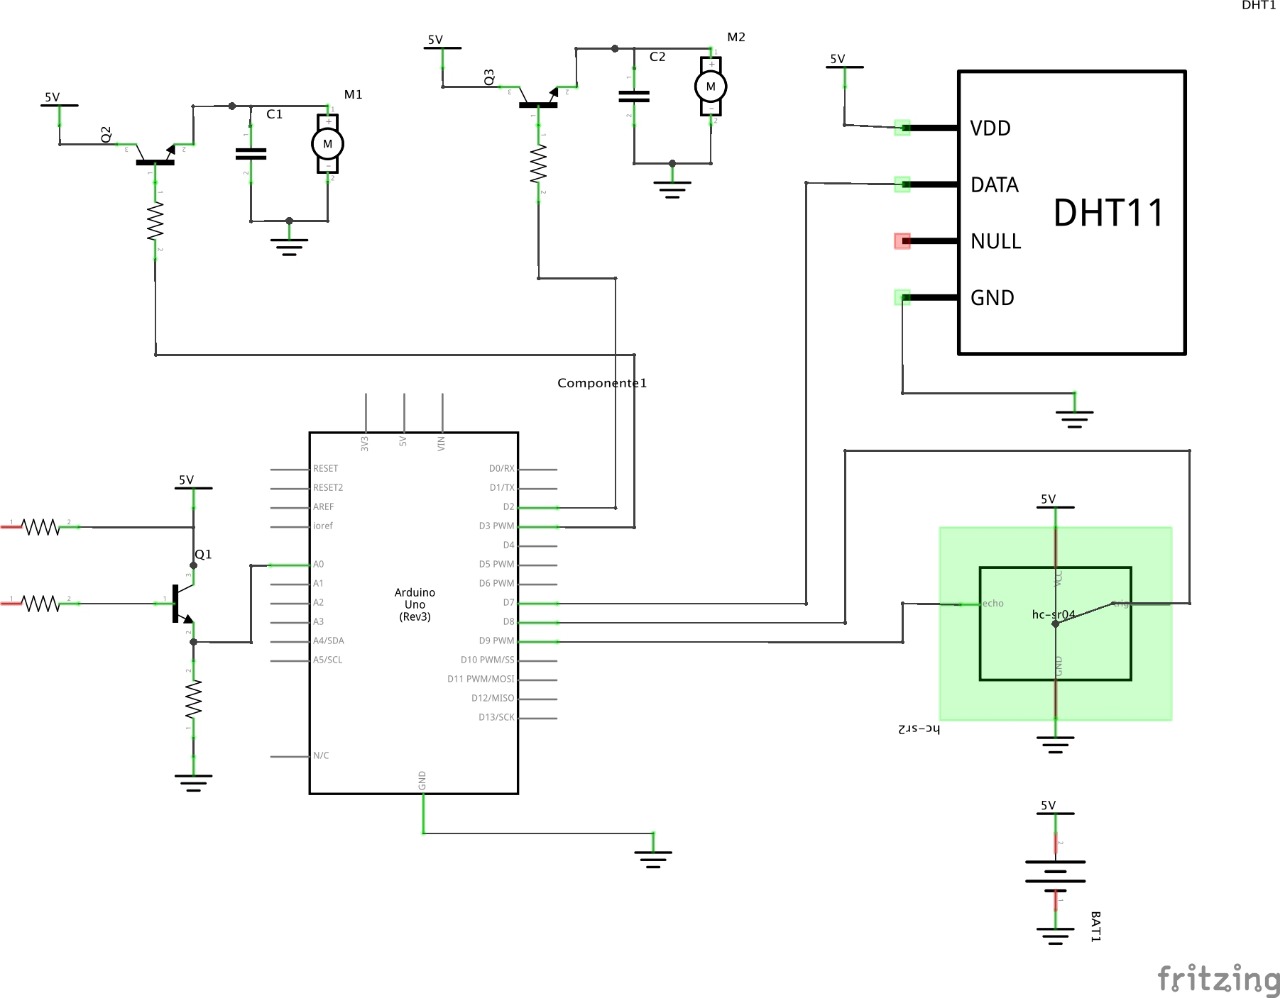 DHT1
5V
M2
C2
Q3
M
5V
5V
M1
C1
Q2
M
VDD
DATA
NULL
GND
DHT11
Componente1
3V3
5V
VIN
RESET
RESET2
AREF
ioref
A0
A1
A2
A3
A4/SDA
A5/SCL
N/C
D0/RX
D1/TX
D2
D3 PWM
D4
D5 PWM
D6 PWM
D7
D8
D9 PWM
D10 PWM/SS
D11 PWM/MOSI
D12/MISO
D13/SCK
GND
Arduino
Uno
(Rev3)
5V
Q1
5V
VCC
echo
trig
hc-sr04
GND
hc-sr2
5V
BAT1
fritzing